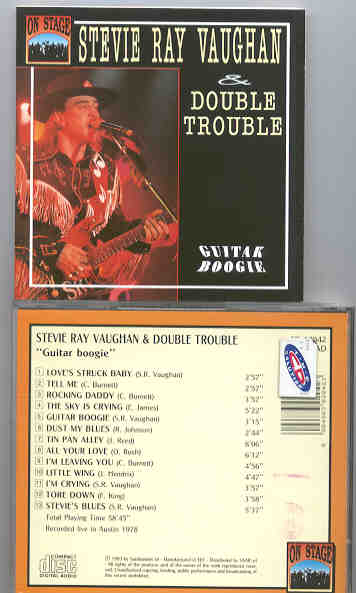 ON STAGE
STEVIE RAY VAUGHAN
&
DOUBLE
TROUBLE
GUITAR
BOOGIE
STEVIE RAY VAUGHAN & DOUBLE TROUBLE
"Guitar boogie"
1 LOVE'S STRUCK BABY (S.R. Vaughan) 2'52"
2 TELL ME (C. Burnett) 2'52"
3 ROCKING DADDY (C. Burnett) 2'52"
4 THE SKY IS CRYING (E. James) 5'22"
5 GUITAR BOOGIE (S.R. Vaughan) 3'15"
6 DUST MY BLUES (R. Johnson) 2'44"
7 TIN PAN ALLEY (J. Reed) 6'06"
8 ALL YOUR LOVE (O. Rush) 6'12"
9 I'M LEAVING YOU (C. Burnett) 4'56"
10 LITTLE WING (J. Hendrix) 4'42"
11 I'M CRYING (S.R. Vaughan) 3'52"
12 TORE DOWN (F. King) 3'58"
13 STEVIE'S BLUES (S.R. Vaughan) 5'37"
Total Playing Time 58'45"
Recorded live in Austin 1978
COMPACT
disc
DIGITAL AUDIO
ON STAGE